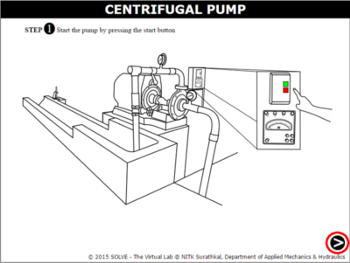 CENTRIFUGAL PUMP
STEP 1 Start the pump by pressing the start button
© 2015 SOLVE - The Virtual Lab @ NITK Surathkal, Department of Applied Mechanics & Hydraulics